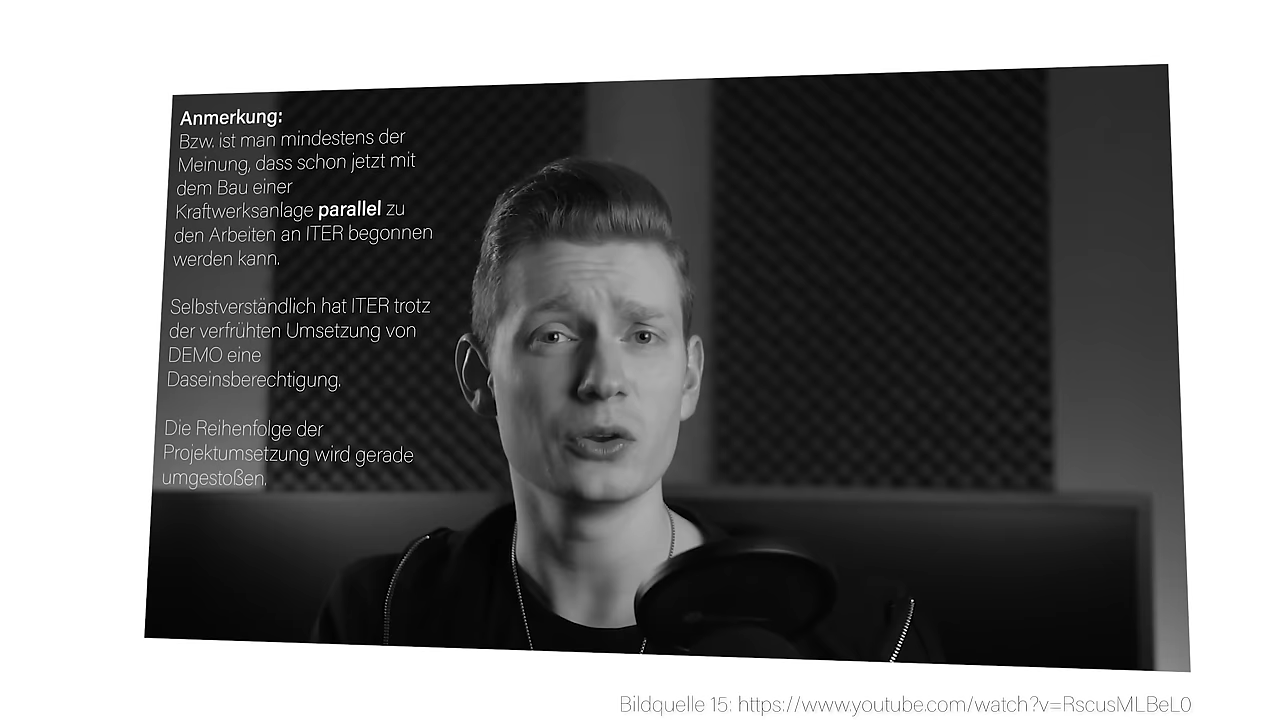 Anmerkung:
Bzw. ist man mindestens der
Meinung, dass schon jetzt mit
dem Bau einer
Kraftwerksanlage parallel zu
den Arbeiten an ITER begonnen
werden kann.
Selbstverständlich hat ITER trotz
der verfrühten Umsetzung von
DEMO eine
Daseinsberechtigung.
Die Reihenfolge der
Projektumsetzung wird gerade
umgestoßen.
Bildquelle 15: https://www.youtube.com/watch?v=RscusMLBeL0